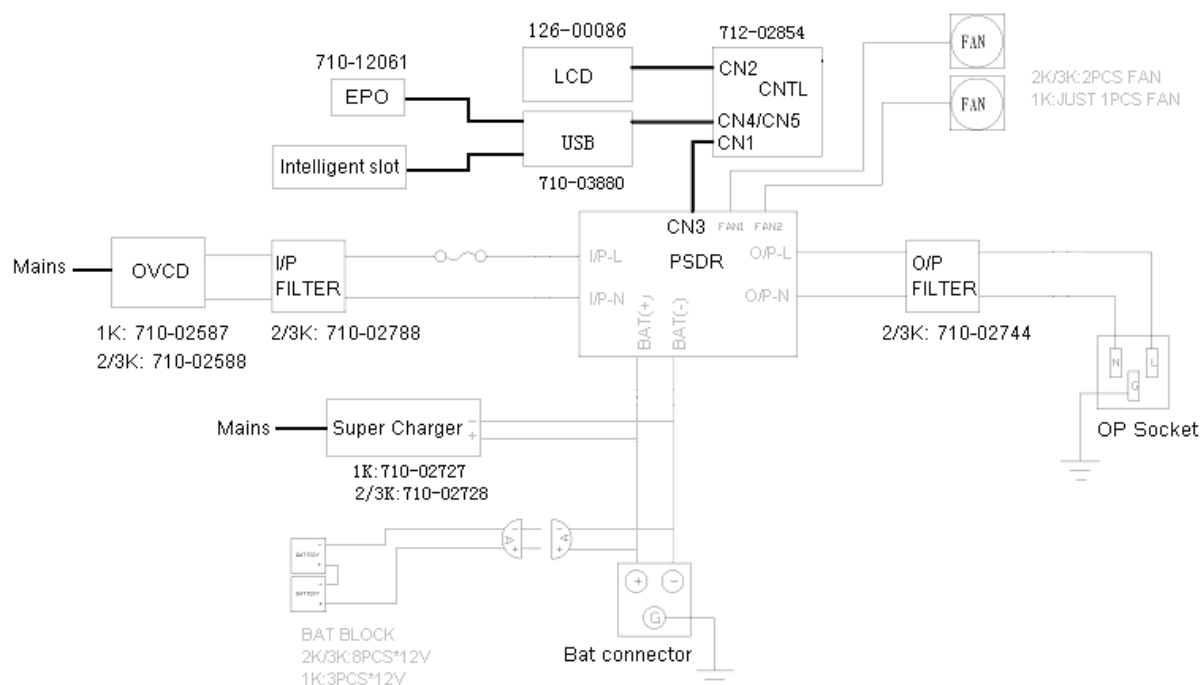 126-00086
712-02854
710-12061
LCD
CN2
CNTL
FAN
EPO
2K/3K:2PCS FAN
1K:JUST 1PCS FAN
FAN
USB
CN4/CN5
CN1
Intelligent slot
710-03880
CN3
FAN1
FAN2
Mains
OVCD
I/P
FILTER
I/P-L
PSDR
O/P-L
O/P
FILTER
I/P-N
O/P-N
BAT(+)
BAT(-)
1K: 710-02587
2/3K: 710-02588
2/3K: 710-02788
2/3K: 710-02744
N
L
G
OP Socket
Mains
Super Charger
-
+
1K:710-02727
2/3K:710-02728
-
A
+
-
A
+
-
BATTERY
+
-
BATTERY
+
+
-
G
BAT BLOCK
2K/3K:8PCS*12V
1K:3PCS*12V
Bat connector